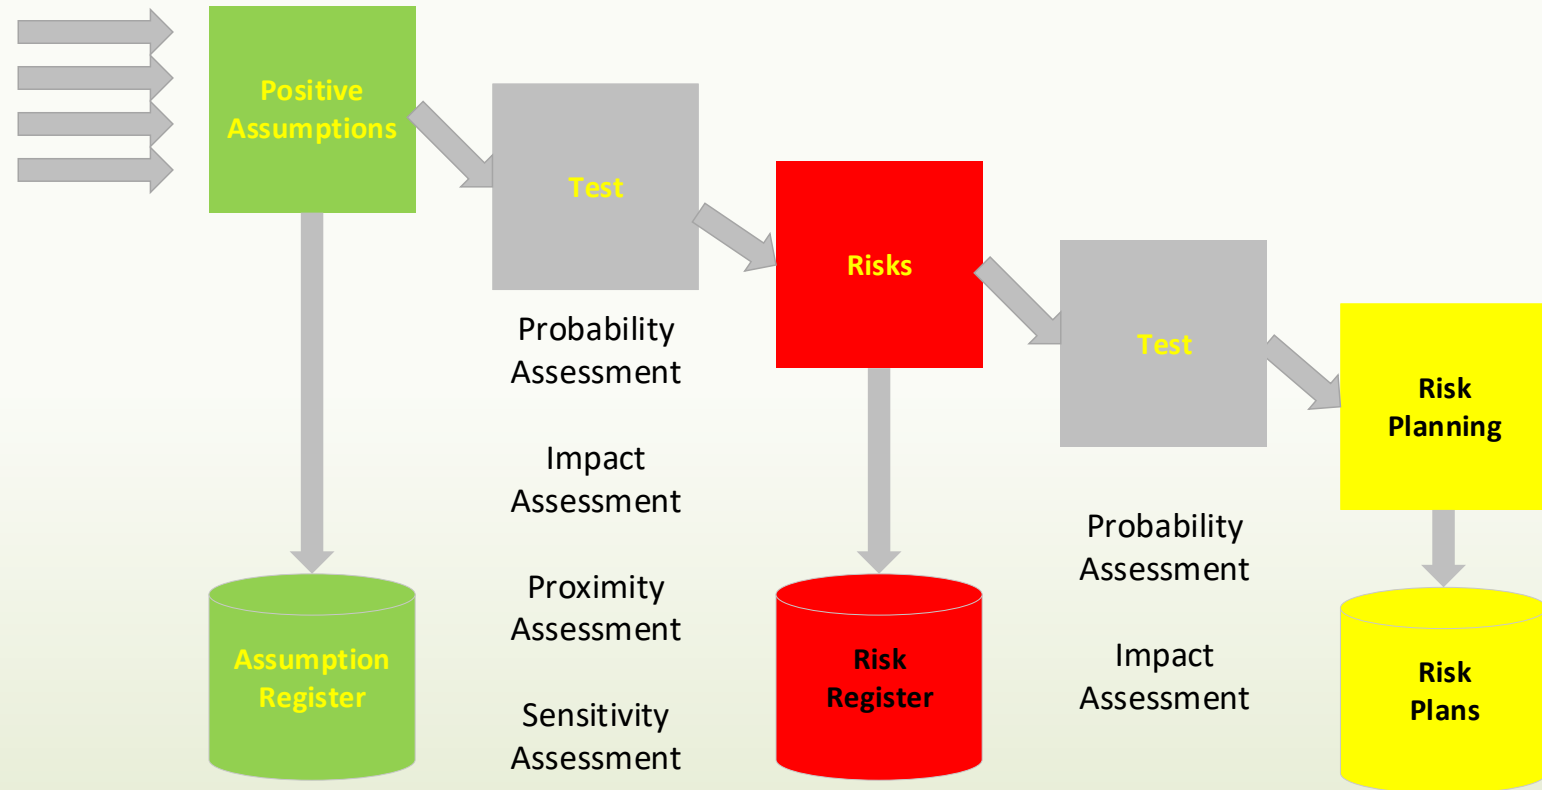 Positive
Assumptions
Test
Risks
Test
Risk
Planning
Probability
Assessment
Impact
Assessment
Proximity
Assessment
Sensitivity
Assessment
Probability
Assessment
Impact
Assessment
Assumption
Register
Risk
Register
Risk
Plans